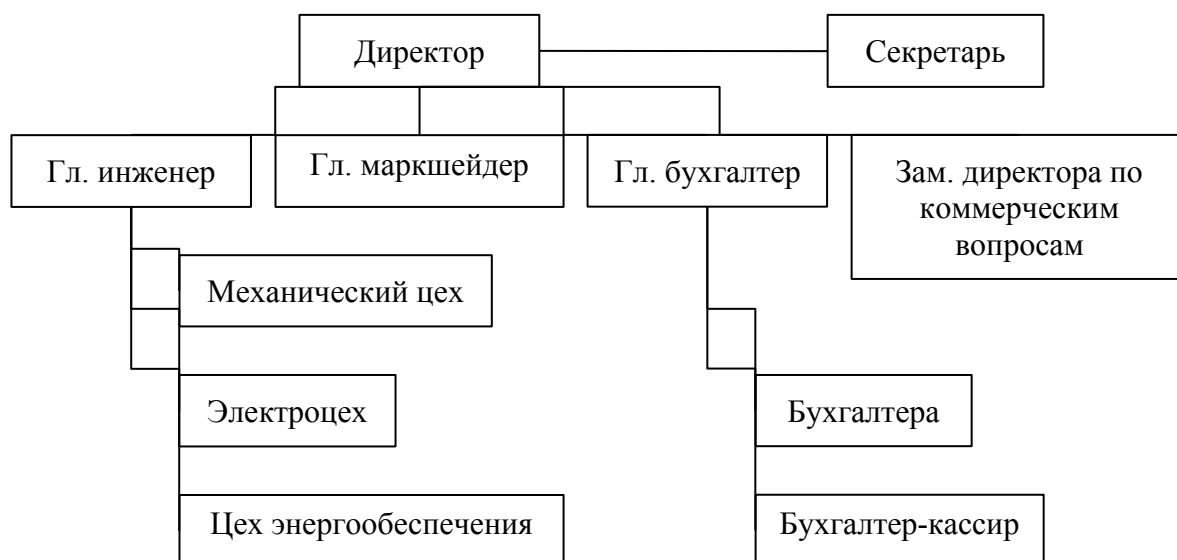 Директор
Секретарь
Гл. инженер
Гл. маркшейдер
Гл. бухгалтер
Зам. директора по
коммерческим
вопросам
Механический цех
Электроцех
Бухгалтера
Цех энергообеспечения
Бухгалтер-кассир